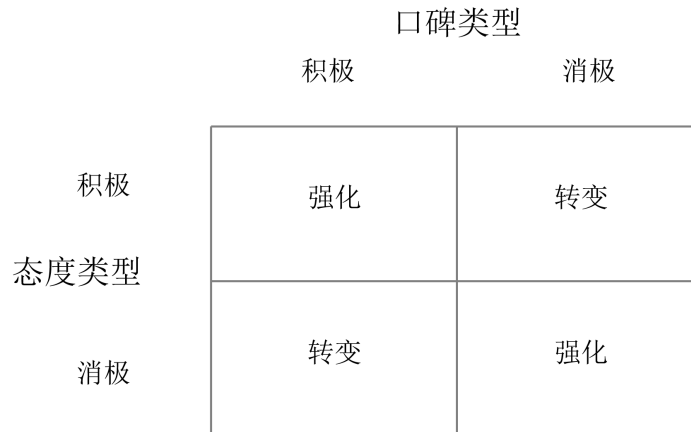 口碑类型
积极 消极
积极 强化 转变
态度类型
消极 转变 强化